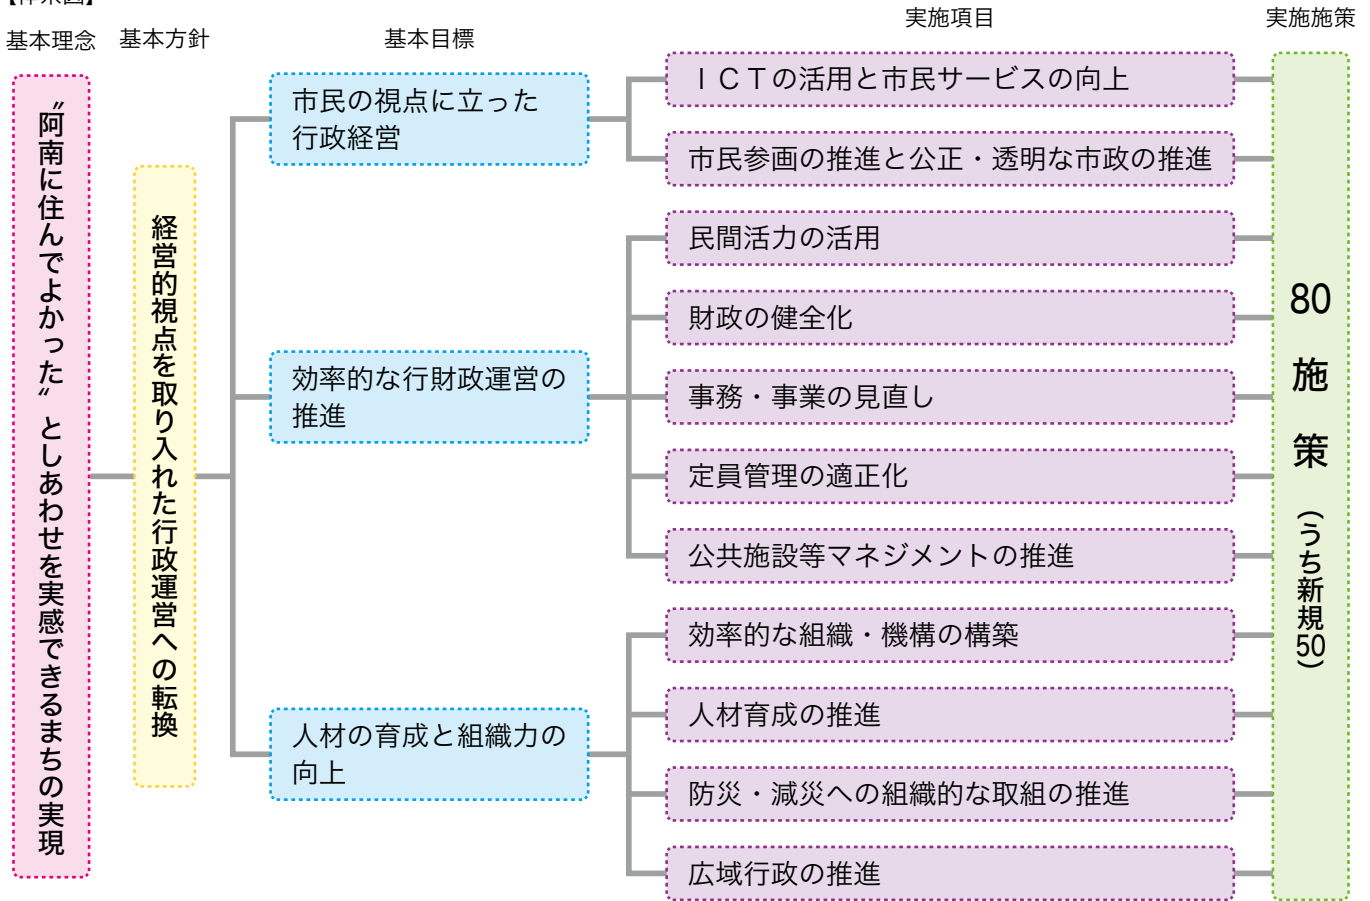 基本理念
基本方針
基本目標
実施項目
実施施策
〝阿南に住んでよかった〟としあわせを実感できるまちの実現
経営的視点を取り入れた行政運営への転換
市民の視点に立った
行政経営
効率的な行財政運営の
推進
人材の育成と組織力の
向上
ＩＣＴの活用と市民サービスの向上
市民参画の推進と公正・透明な市政の推進
民間活力の活用
財政の健全化
事務・事業の見直し
定員管理の適正化
公共施設等マネジメントの推進
効率的な組織・機構の構築
人材育成の推進
防災・減災への組織的な取組の推進
広域行政の推進
80施策（うち新規50）